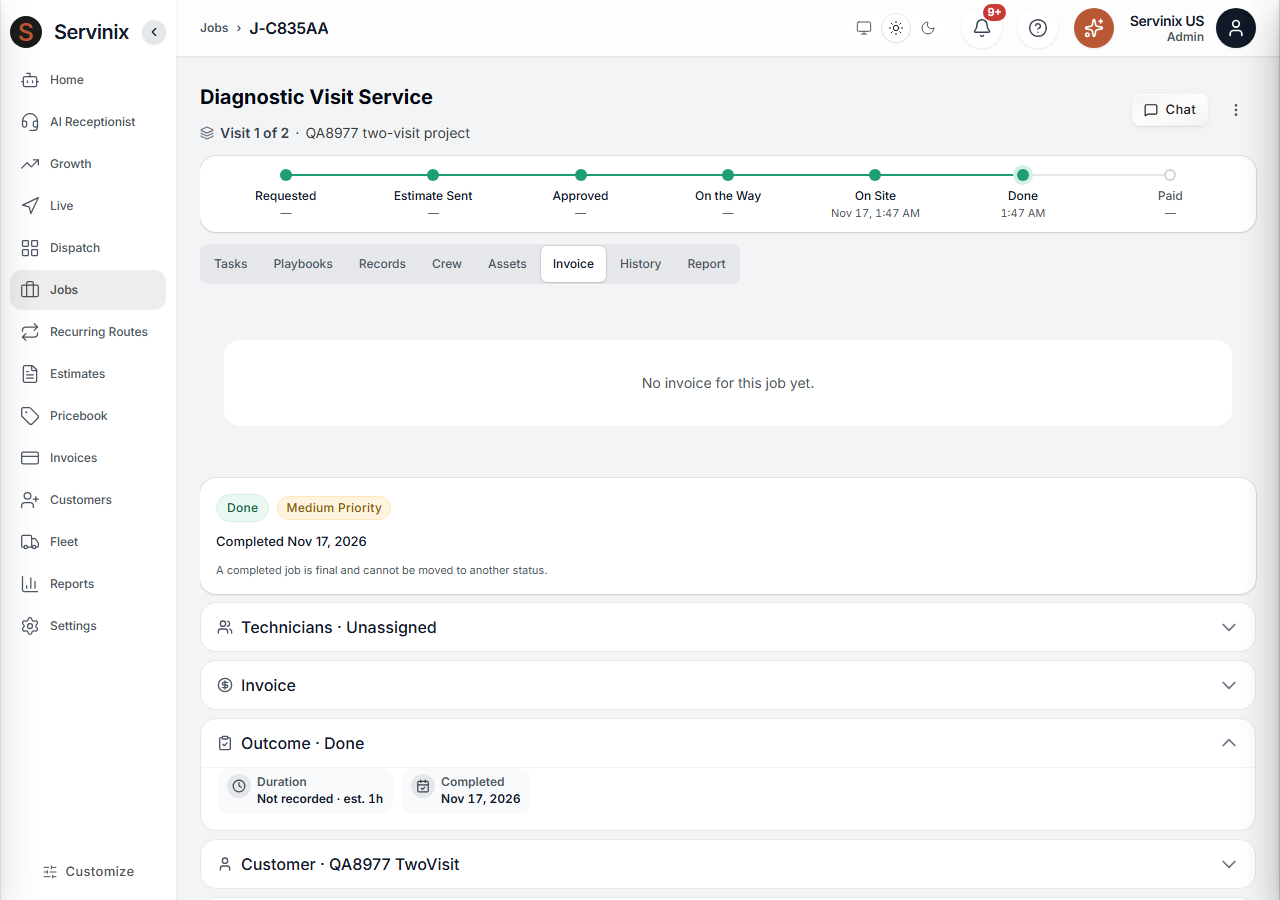 S Servinix
Home
AI Receptionist
Growth
Live
Dispatch
Jobs
Recurring Routes
Estimates
Pricebook
Invoices
Customers
Fleet
Reports
Settings
Customize
Jobs › J-C835AA
9+
Servinix US
Admin
Diagnostic Visit Service
Chat
Visit 1 of 2 · QA8977 two-visit project
Requested Estimate Sent Approved On the Way On Site Done Paid
— — — — Nov 17, 1:47 AM 1:47 AM —
Tasks Playbooks Records Crew Assets Invoice History Report
No invoice for this job yet.
Done Medium Priority
Completed Nov 17, 2026
A completed job is final and cannot be moved to another status.
Technicians · Unassigned
Invoice
Outcome · Done
Duration Completed
Not recorded · est. 1h Nov 17, 2026
Customer · QA8977 TwoVisit